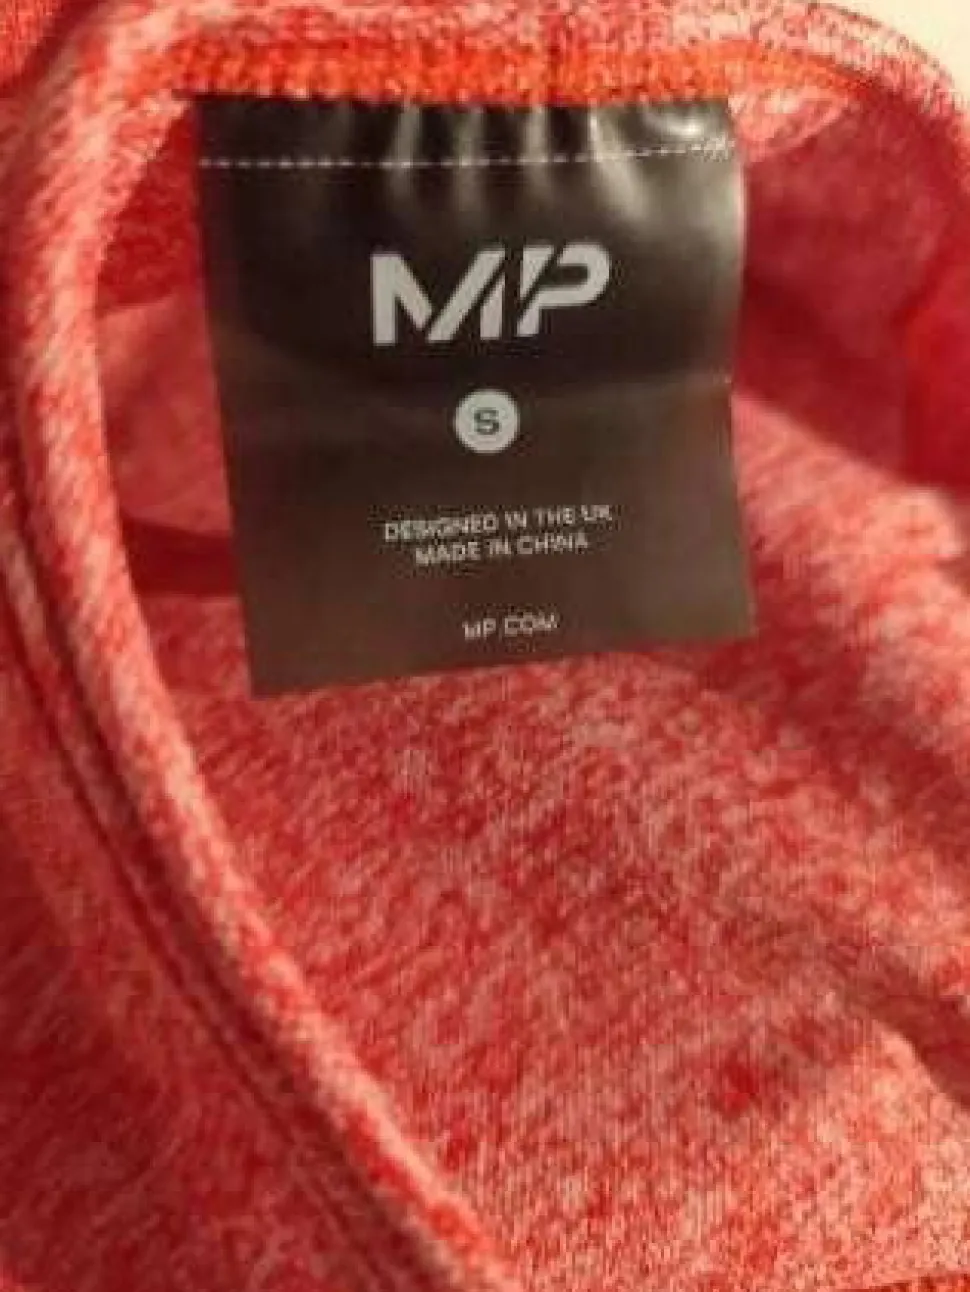 MP
S
DESIGNED IN THE UK
MADE IN CHINA
MP.COM